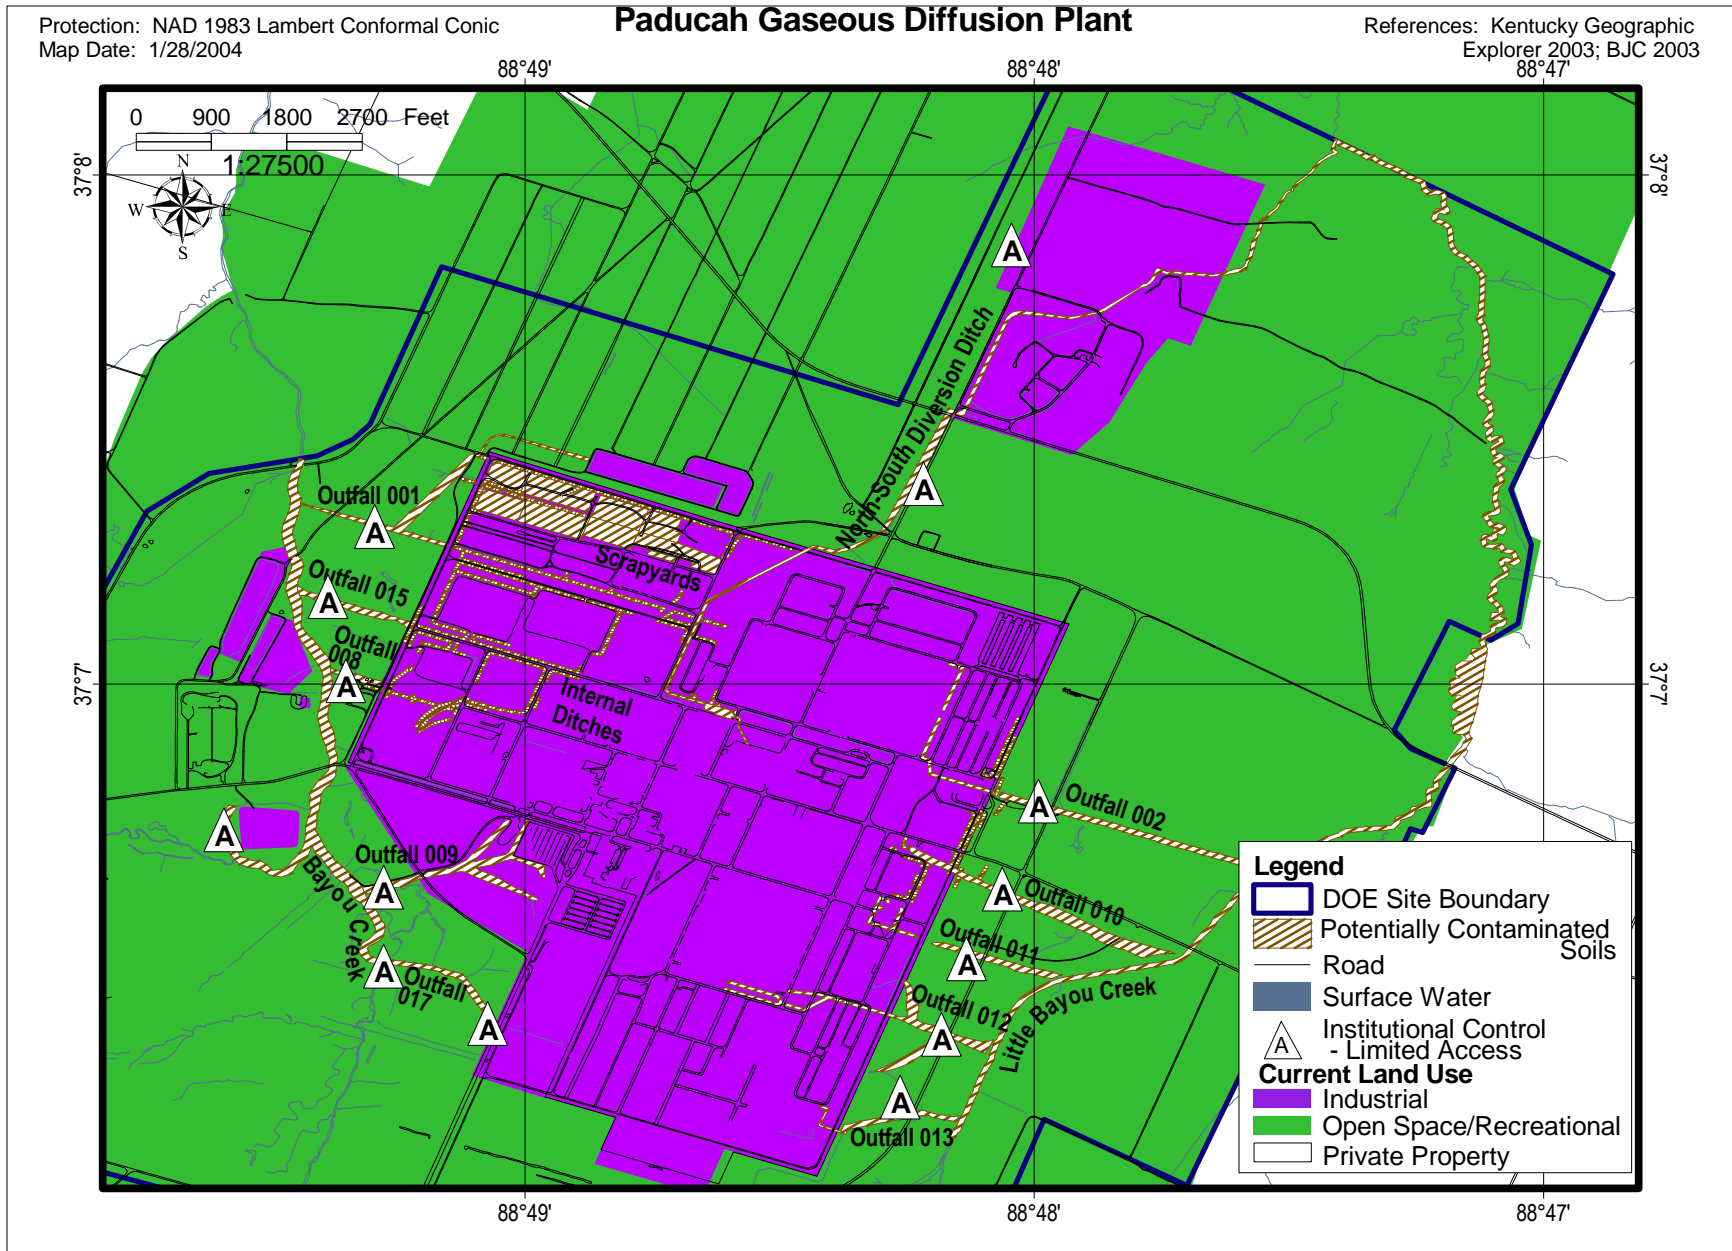 Paducah Gaseous Diffusion Plant
Protection: NAD 1983 Lambert Conformal Conic
Map Date: 1/28/2004
References: Kentucky Geographic
Explorer 2003; BJC 2003
88°49'
88°48'
88°47'
0 900 1800 2700 Feet
1:27500
N
W E
S
37°8'
37°8'
A
North-South Diversion Ditch
A
Outfall 001
A
Scrapyards
Outfall 015
A
Outfall
008
A
37°7'
37°7'
Internal
Ditches
A
Outfall 002
A
Outfall 009
A
Bayou Creek
A
Outfall 010
Outfall 011
A
A
Outfall
017
A
Outfall 012
A
Little Bayou Creek
A
Outfall 013
Legend
DOE Site Boundary
Potentially Contaminated
Soils
Road
Surface Water
A
Institutional Control
- Limited Access
Current Land Use
Industrial
Open Space/Recreational
Private Property
88°49'
88°48'
88°47'